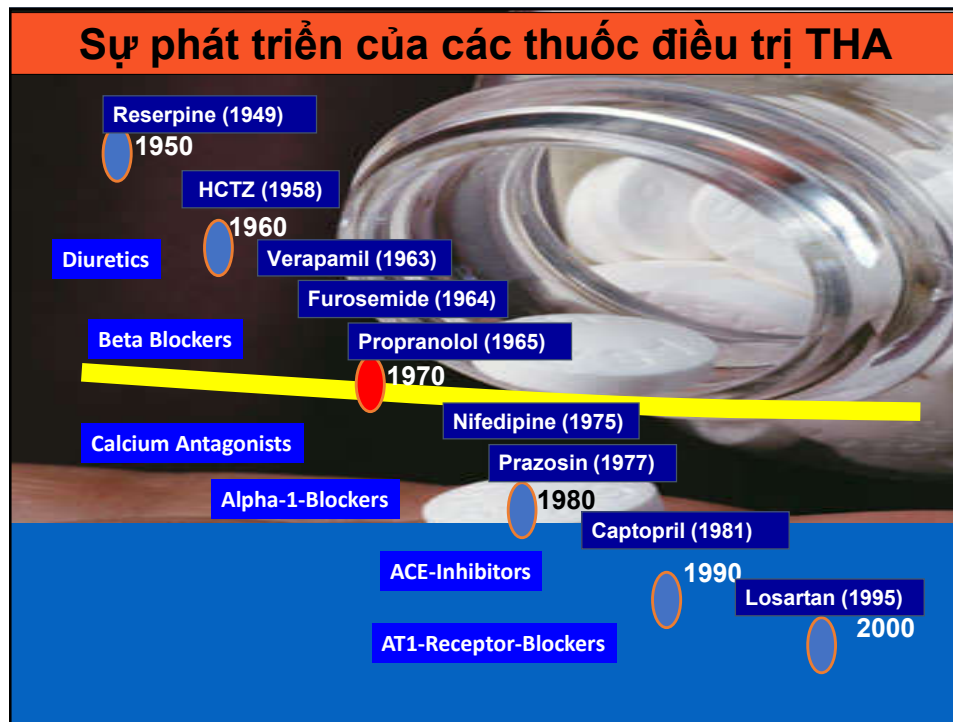 Sự phát triển của các thuốc điều trị THA
Reserpine (1949)
1950
HCTZ (1958)
1960
Diuretics
Verapamil (1963)
Furosemide (1964)
Beta Blockers
Propranolol (1965)
1970
Nifedipine (1975)
Calcium Antagonists
Prazosin (1977)
Alpha-1-Blockers
1980
Captopril (1981)
ACE-Inhibitors
1990
Losartan (1995)
2000
AT1-Receptor-Blockers